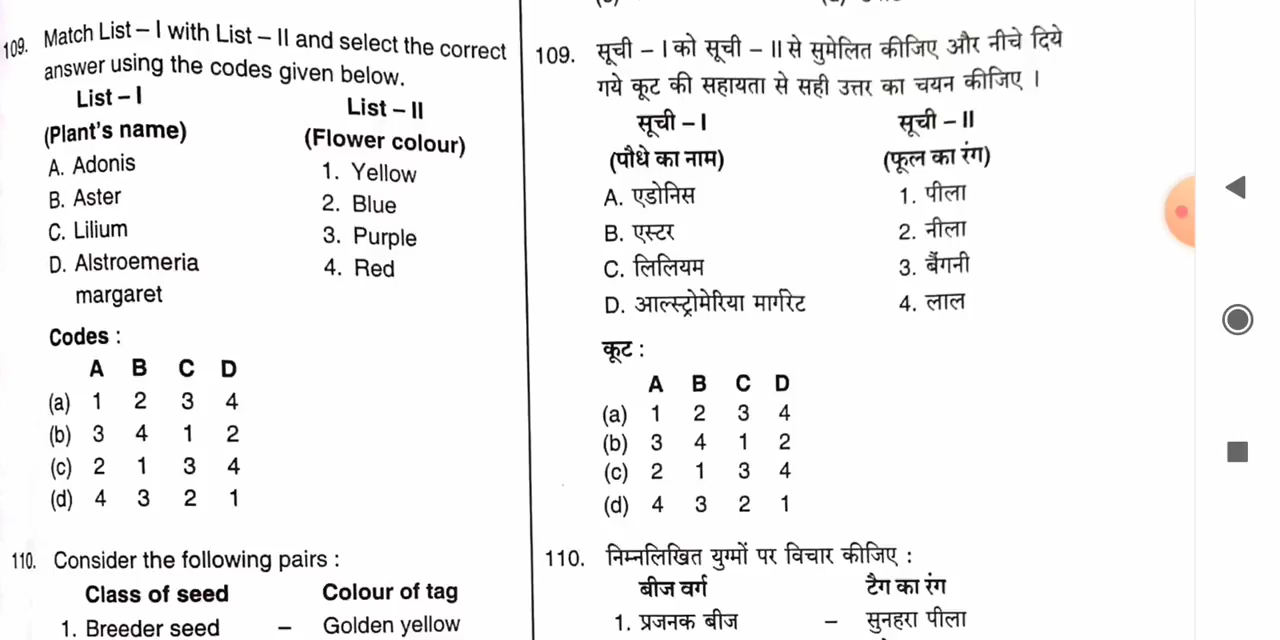 109. Match List – I with List – II and select the correct
answer using the codes given below.
List – I List – II
(Plant's name) (Flower colour)
A. Adonis 1. Yellow
B. Aster 2. Blue
C. Lilium 3. Purple
D. Alstroemeria 4. Red
margaret
Codes :
A B C D
(a) 1 2 3 4
(b) 3 4 1 2
(c) 2 1 3 4
(d) 4 3 2 1
110. Consider the following pairs :
Class of seed Colour of tag
1. Breeder seed – Golden yellow
109. सूची – I को सूची – II से सुमेलित कीजिए और नीचे दिये
गये कूट की सहायता से सही उत्तर का चयन कीजिए ।
सूची – I सूची – II
(पौधे का नाम) (फूल का रंग)
A. एडोनिस 1. पीला
B. एस्टर 2. नीला
C. लिलियम 3. बैंगनी
D. आल्स्ट्रोमेरिया मार्गरेट 4. लाल
कूट :
A B C D
(a) 1 2 3 4
(b) 3 4 1 2
(c) 2 1 3 4
(d) 4 3 2 1
110. निम्नलिखित युग्मों पर विचार कीजिए :
बीज वर्ग टैग का रंग
1. प्रजनक बीज – सुनहरा पीला